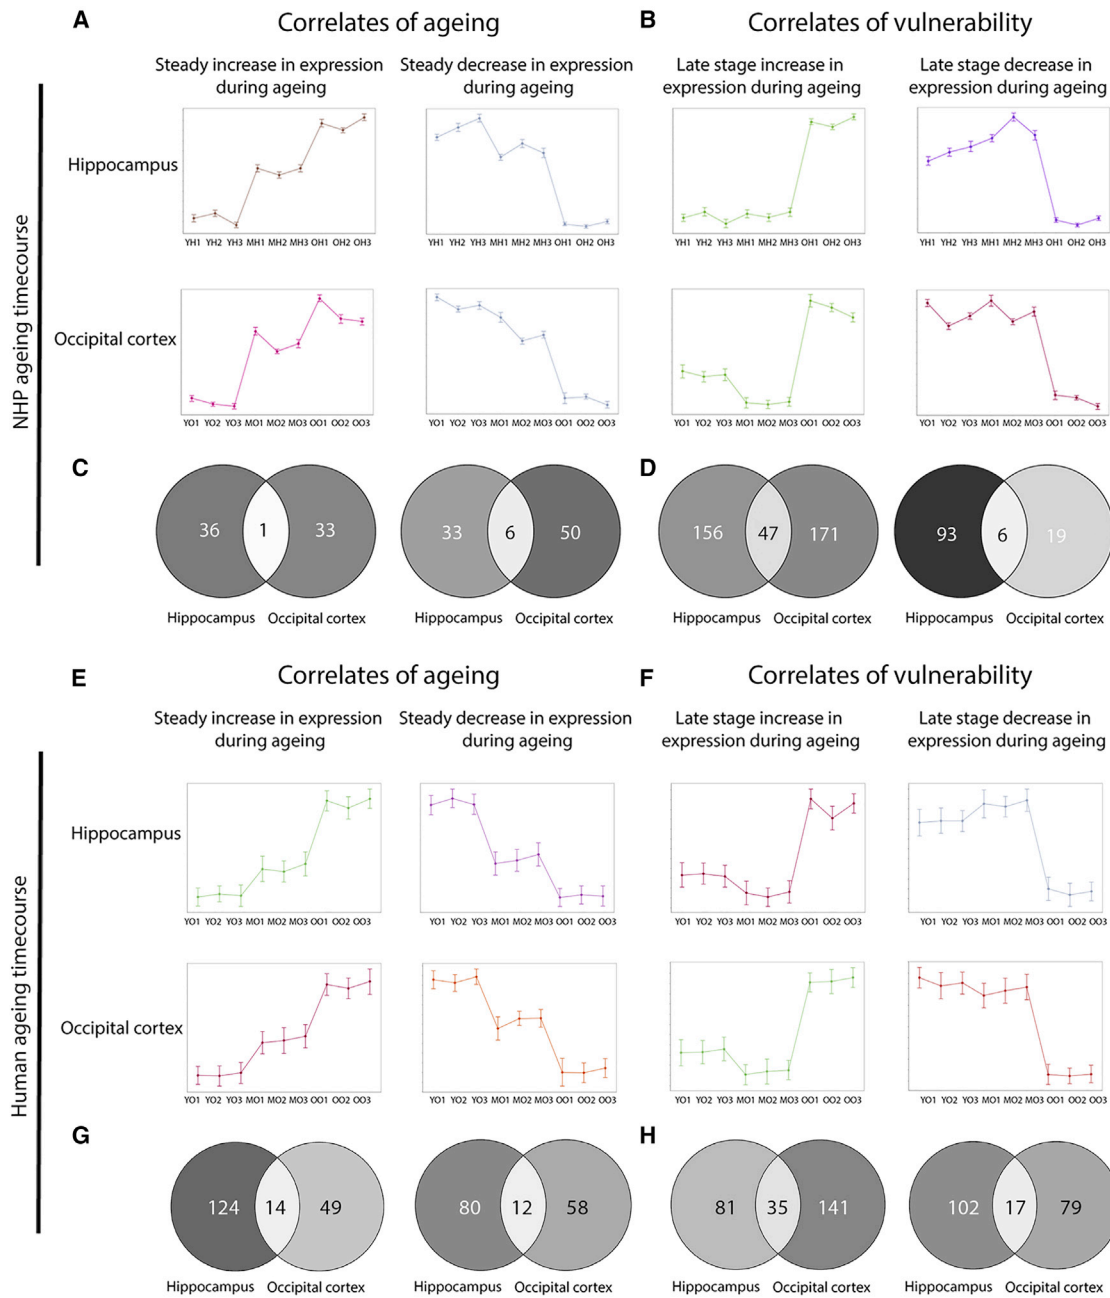 A
Correlates of ageing
B
Correlates of vulnerability
Steady increase in expression
during ageing
Steady decrease in expression
during ageing
Late stage increase in
expression during ageing
Late stage decrease in
expression during ageing
NHP ageing timecourse
Hippocampus
YH1 YH2 YH3 MH1 MH2 MH3 OH1 OH2 OH3
YH1 YH2 YH3 MH1 MH2 MH3 OH1 OH2 OH3
YH1 YH2 YH3 MH1 MH2 MH3 OH1 OH2 OH3
YH1 YH2 YH3 MH1 MH2 MH3 OH1 OH2 OH3
Occipital cortex
YO1 YO2 YO3 MO1 MO2 MO3 OO1 OO2 OO3
YO1 YO2 YO3 MO1 MO2 MO3 OO1 OO2 OO3
YO1 YO2 YO3 MO1 MO2 MO3 OO1 OO2 OO3
YO1 YO2 YO3 MO1 MO2 MO3 OO1 OO2 OO3
C
36 1 33
Hippocampus Occipital cortex
33 6 50
Hippocampus Occipital cortex
D
156 47 171
Hippocampus Occipital cortex
93 6 19
Hippocampus Occipital cortex
E
Correlates of ageing
F
Correlates of vulnerability
Steady increase in expression
during ageing
Steady decrease in expression
during ageing
Late stage increase in
expression during ageing
Late stage decrease in
expression during ageing
Human ageing timecourse
Hippocampus
YO1 YO2 YO3 MO1 MO2 MO3 OO1 OO2 OO3
YO1 YO2 YO3 MO1 MO2 MO3 OO1 OO2 OO3
YO1 YO2 YO3 MO1 MO2 MO3 OO1 OO2 OO3
YO1 YO2 YO3 MO1 MO2 MO3 OO1 OO2 OO3
Occipital cortex
YO1 YO2 YO3 MO1 MO2 MO3 OO1 OO2 OO3
YO1 YO2 YO3 MO1 MO2 MO3 OO1 OO2 OO3
YO1 YO2 YO3 MO1 MO2 MO3 OO1 OO2 OO3
YO1 YO2 YO3 MO1 MO2 MO3 OO1 OO2 OO3
G
124 14 49
Hippocampus Occipital cortex
80 12 58
Hippocampus Occipital cortex
H
81 35 141
Hippocampus Occipital cortex
102 17 79
Hippocampus Occipital cortex